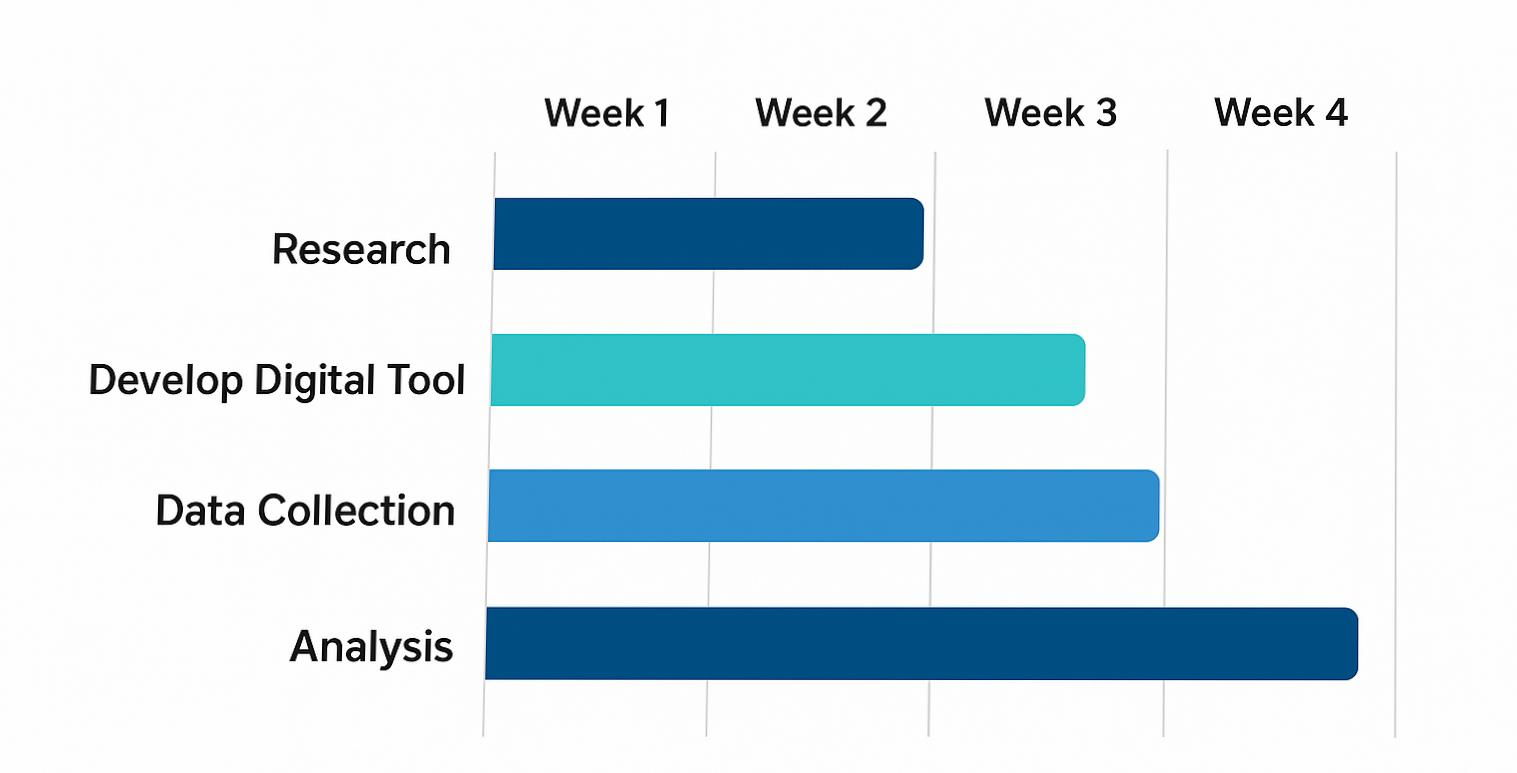 Week 1 Week 2 Week 3 Week 4
Research
Develop Digital Tool
Data Collection
Analysis